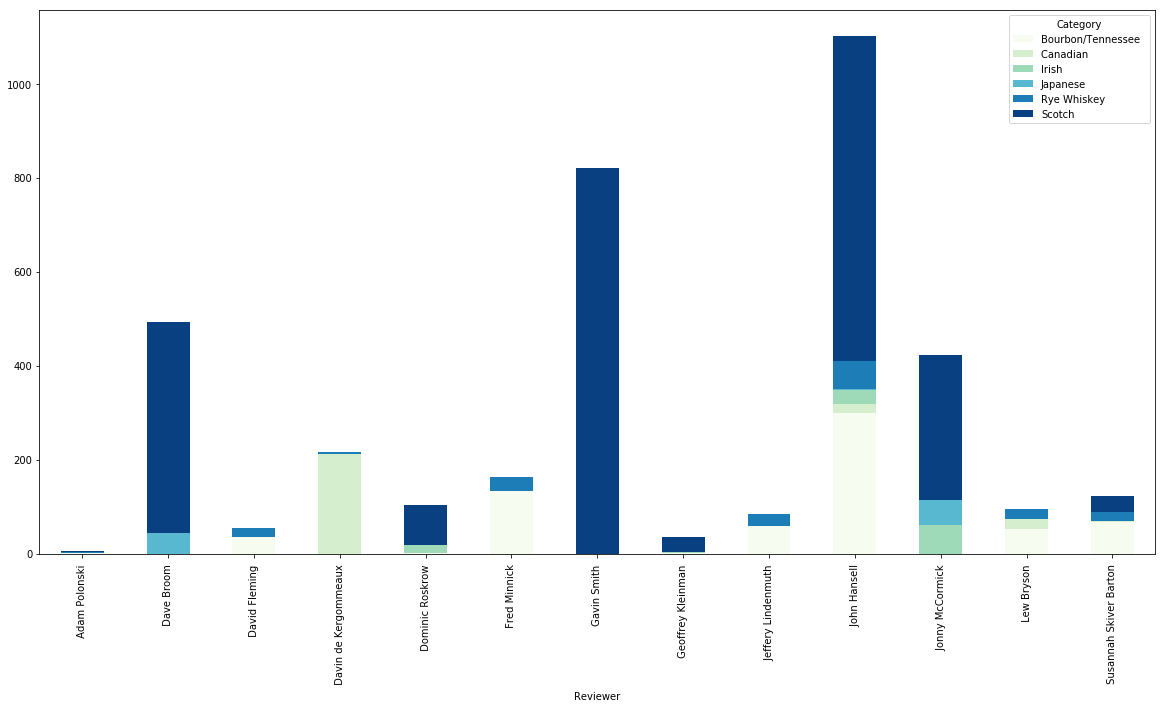 Category
Bourbon/Tennessee
Canadian
Irish
Japanese
Rye Whiskey
Scotch
1000
800
600
400
200
0
Adam Polonski
Dave Broom
David Fleming
Davin de Kergommeaux
Dominic Roskrow
Fred Minnick
Gavin Smith
Geoffrey Kleinman
Jeffery Lindenmuth
John Hansell
Jonny McCormick
Lew Bryson
Susannah Skiver Barton
Reviewer